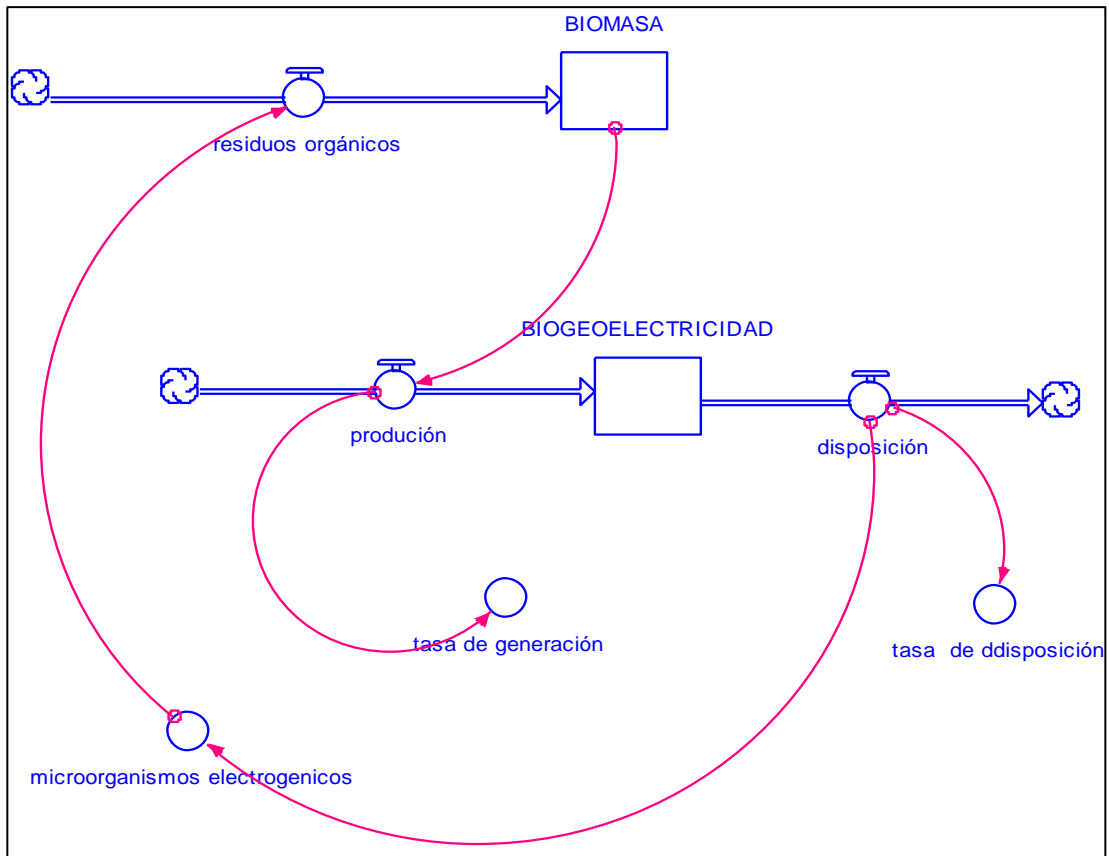 BIOMASA
residuos orgánicos
BIOGEOELECTRICIDAD
produción
disposición
tasa de generación
tasa de ddisposición
microorganismos electrogenicos